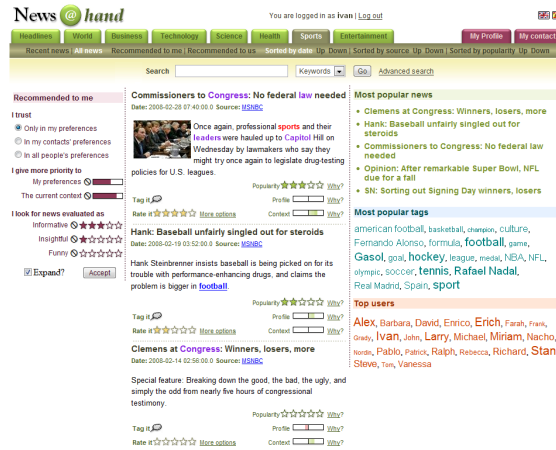 News @ hand
You are logged in as ivan | Log out
Headlines World Business Technology Science Health Sports Entertainment My Profile My contact
Recent news | All news Recommended to me | Recommended to us Sorted by date Up Down | Sorted by source Up Down | Sorted by popularity Up Down
Search Keywords Go Advanced search
Recommended to me
I trust
Only in my preferences
In my contacts' preferences
In all people's preferences
I give more priority to
My preferences
The current context
I look for news evaluated as
Informative
Insightful
Funny
Expand? Accept
Commissioners to Congress: No federal law needed
Date: 2008-02-28 07:40:00.0 Source: MSNBC
Once again, professional sports and their
leaders were hauled up to Capitol Hill on
Wednesday by lawmakers who say they
might try once again to legislate drug-testing
policies for U.S. leagues.
Popularity Why?
Tag it Profile Why?
Rate it More options Context Why?
Hank: Baseball unfairly singled out for steroids
Date: 2008-02-19 03:52:00.0 Source: MSNBC
Hank Steinbrenner insists baseball is being picked on for its
trouble with performance-enhancing drugs, and claims the
problem is bigger in football.
Popularity Why?
Tag it Profile Why?
Rate it More options Context Why?
Clemens at Congress: Winners, losers, more
Date: 2008-02-14 02:56:00.0 Source: MSNBC
Special feature: Breaking down the good, the bad, the ugly, and
simply the odd from nearly five hours of congressional
testimony.
Popularity Why?
Tag it Profile Why?
Rate it More options Context Why?
Most popular news
Clemens at Congress: Winners, losers, more
Hank: Baseball unfairly singled out for
steroids
Commissioners to Congress: No federal law
needed
Opinion: After remarkable Super Bowl, NFL
due for a fall
SN: Sorting out Signing Day winners, losers
Most popular tags
american football, basketball, champion, culture,
Fernando Alonso, formula, football, game,
Gasol, goal, hockey, league, medal, NBA, NFL,
olympic, soccer, tennis, Rafael Nadal,
Real Madrid, Spain, sport
Top users
Alex, Barbara, David, Enrico, Erich, Farah, Frank,
Grady, Ivan, John, Larry, Michael, Miriam, Nacho,
Nordin, Pablo, Patrick, Ralph, Rebecca, Richard, Stan
Steve, Tom, Vanessa